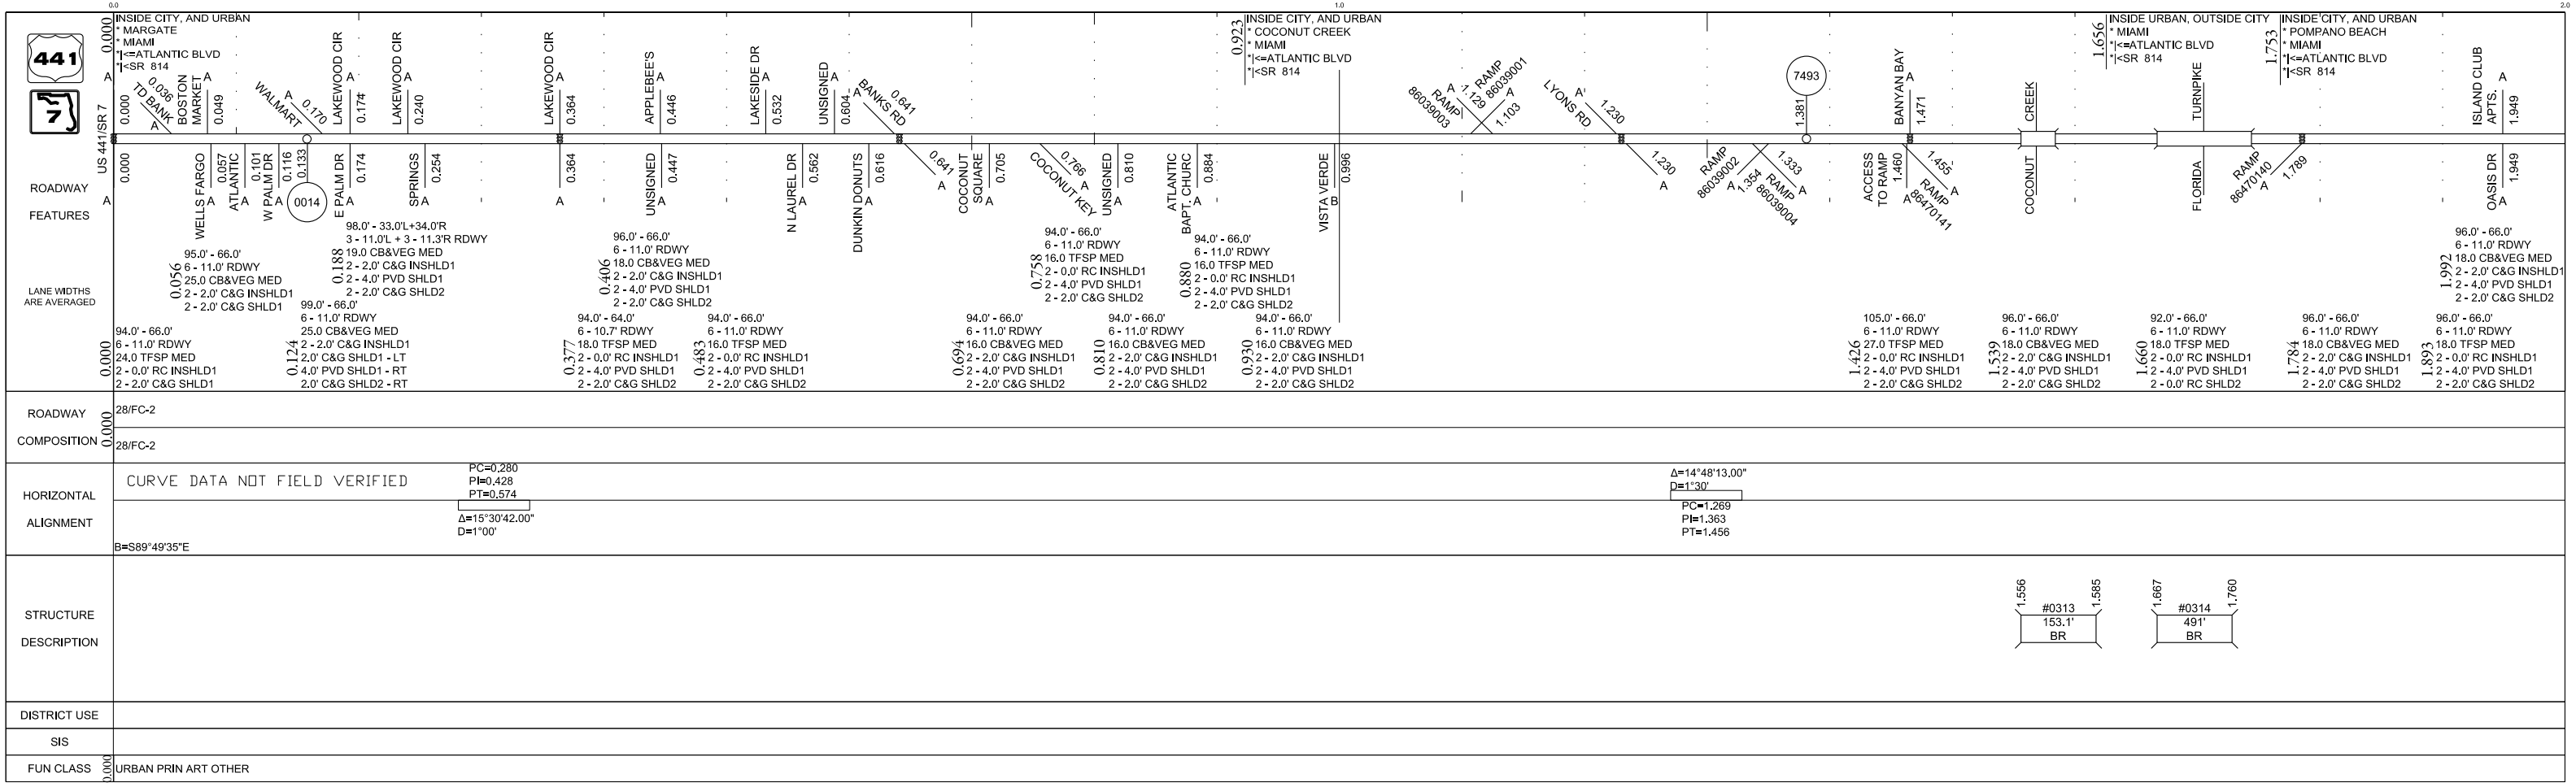 0.0
1.0
2.0
441
7
0.000
INSIDE CITY, AND URBAN
* MARGATE
* MIAMI
*|<=ATLANTIC BLVD
*|<SR 814
0.923
INSIDE CITY, AND URBAN
* COCONUT CREEK
* MIAMI
*|<=ATLANTIC BLVD
*|<SR 814
1.656
INSIDE URBAN, OUTSIDE CITY
* MIAMI
*|<=ATLANTIC BLVD
*|<SR 814
1.753
INSIDE CITY, AND URBAN
* POMPANO BEACH
* MIAMI
*|<=ATLANTIC BLVD
*|<SR 814
A
US 441/SR 7
0.000
0.036
TD BANK
A
BOSTON
MARKET
A
0.049
WALMART
A
0.170
LAKEWOOD CIR
A
0.174
LAKEWOOD CIR
A
0.240
LAKEWOOD CIR
A
0.364
APPLEBEE'S
A
0.446
LAKESIDE DR
A
0.532
UNSIGNED
A
0.604
BANKS RD
A
0.641
RAMP
86039003
A
1.129
RAMP
86039001
A
1.103
LYONS RD
A
1.230
7493
1.381
BANYAN BAY
A
1.471
CREEK
TURNPIKE
ISLAND CLUB
APTS.
A
1.949
ROADWAY
FEATURES
A
0.000
WELLS FARGO
A
0.057
ATLANTIC
0.101
W PALM DR
A
0.116
0.133
0014
E PALM DR
A
0.174
SPRINGS
A
0.254
A
0.364
UNSIGNED
A
0.447
N LAUREL DR
A
0.562
DUNKIN DONUTS
A
0.616
0.641
A
COCONUT
SQUARE
A
0.705
0.766
COCONUT KEY
A
UNSIGNED
A
0.810
ATLANTIC
BAPT. CHURC
A
0.884
VISTA VERDE
B
0.996
1.230
A
RAMP
86039002
A
1.354
1.333
RAMP
86039004
A
ACCESS
TO RAMP
A
1.460
1.455
RAMP
86470141
A
COCONUT
FLORIDA
RAMP
86470140
A
1.789
OASIS DR
A
1.949
LANE WIDTHS
ARE AVERAGED
0.056
95.0' - 66.0'
6 - 11.0' RDWY
25.0 CB&VEG MED
2 - 2.0' C&G INSHLD1
2 - 2.0' C&G SHLD1
0.188
98.0' - 33.0'L+34.0'R
3 - 11.0'L + 3 - 11.3'R RDWY
19.0 CB&VEG MED
2 - 2.0' C&G INSHLD1
2 - 4.0' PVD SHLD1
2 - 2.0' C&G SHLD2
0.406
96.0' - 66.0'
6 - 11.0' RDWY
18.0 CB&VEG MED
2 - 2.0' C&G INSHLD1
2 - 4.0' PVD SHLD1
2 - 2.0' C&G SHLD2
0.758
94.0' - 66.0'
6 - 11.0' RDWY
16.0 TFSP MED
2 - 0.0' RC INSHLD1
2 - 4.0' PVD SHLD1
2 - 2.0' C&G SHLD2
0.880
94.0' - 66.0'
6 - 11.0' RDWY
16.0 TFSP MED
2 - 0.0' RC INSHLD1
2 - 4.0' PVD SHLD1
2 - 2.0' C&G SHLD2
1.992
96.0' - 66.0'
6 - 11.0' RDWY
18.0 CB&VEG MED
2 - 2.0' C&G INSHLD1
2 - 4.0' PVD SHLD1
2 - 2.0' C&G SHLD2
0.000
94.0' - 66.0'
6 - 11.0' RDWY
24.0 TFSP MED
2 - 0.0' RC INSHLD1
2 - 2.0' C&G SHLD1
0.124
99.0' - 66.0'
6 - 11.0' RDWY
25.0 CB&VEG MED
2 - 2.0' C&G INSHLD1
2.0' C&G SHLD1 - LT
4.0' PVD SHLD1 - RT
2.0' C&G SHLD2 - RT
0.377
94.0' - 64.0'
6 - 10.7' RDWY
18.0 TFSP MED
2 - 0.0' RC INSHLD1
2 - 4.0' PVD SHLD1
2 - 2.0' C&G SHLD2
0.483
94.0' - 66.0'
6 - 11.0' RDWY
16.0 TFSP MED
2 - 0.0' RC INSHLD1
2 - 4.0' PVD SHLD1
2 - 2.0' C&G SHLD2
0.694
94.0' - 66.0'
6 - 11.0' RDWY
16.0 CB&VEG MED
2 - 2.0' C&G INSHLD1
2 - 4.0' PVD SHLD1
2 - 2.0' C&G SHLD2
0.810
94.0' - 66.0'
6 - 11.0' RDWY
16.0 CB&VEG MED
2 - 2.0' C&G INSHLD1
2 - 4.0' PVD SHLD1
2 - 2.0' C&G SHLD2
0.930
94.0' - 66.0'
6 - 11.0' RDWY
16.0 CB&VEG MED
2 - 2.0' C&G INSHLD1
2 - 4.0' PVD SHLD1
2 - 2.0' C&G SHLD2
1.426
105.0' - 66.0'
6 - 11.0' RDWY
27.0 TFSP MED
2 - 0.0' RC INSHLD1
2 - 4.0' PVD SHLD1
2 - 2.0' C&G SHLD2
1.539
96.0' - 66.0'
6 - 11.0' RDWY
18.0 CB&VEG MED
2 - 2.0' C&G INSHLD1
2 - 4.0' PVD SHLD1
2 - 2.0' C&G SHLD2
1.660
92.0' - 66.0'
6 - 11.0' RDWY
18.0 TFSP MED
2 - 0.0' RC INSHLD1
2 - 4.0' PVD SHLD1
2 - 0.0' RC SHLD2
1.784
96.0' - 66.0'
6 - 11.0' RDWY
18.0 CB&VEG MED
2 - 2.0' C&G INSHLD1
2 - 4.0' PVD SHLD1
2 - 2.0' C&G SHLD2
1.893
96.0' - 66.0'
6 - 11.0' RDWY
18.0 TFSP MED
2 - 0.0' RC INSHLD1
2 - 4.0' PVD SHLD1
2 - 2.0' C&G SHLD2
ROADWAY
COMPOSITION
0.000
28/FC-2
28/FC-2
HORIZONTAL
ALIGNMENT
CURVE DATA NOT FIELD VERIFIED
PC=0.280
PI=0.428
PT=0.574
Δ=15°30'42.00"
D=1°00'
Δ=14°48'13.00"
D=1°30'
PC=1.269
PI=1.363
PT=1.456
B=S89°49'35"E
STRUCTURE
DESCRIPTION
1.556
1.585
#0313
153.1'
BR
1.667
1.760
#0314
491'
BR
DISTRICT USE
SIS
FUN CLASS
0.000
URBAN PRIN ART OTHER